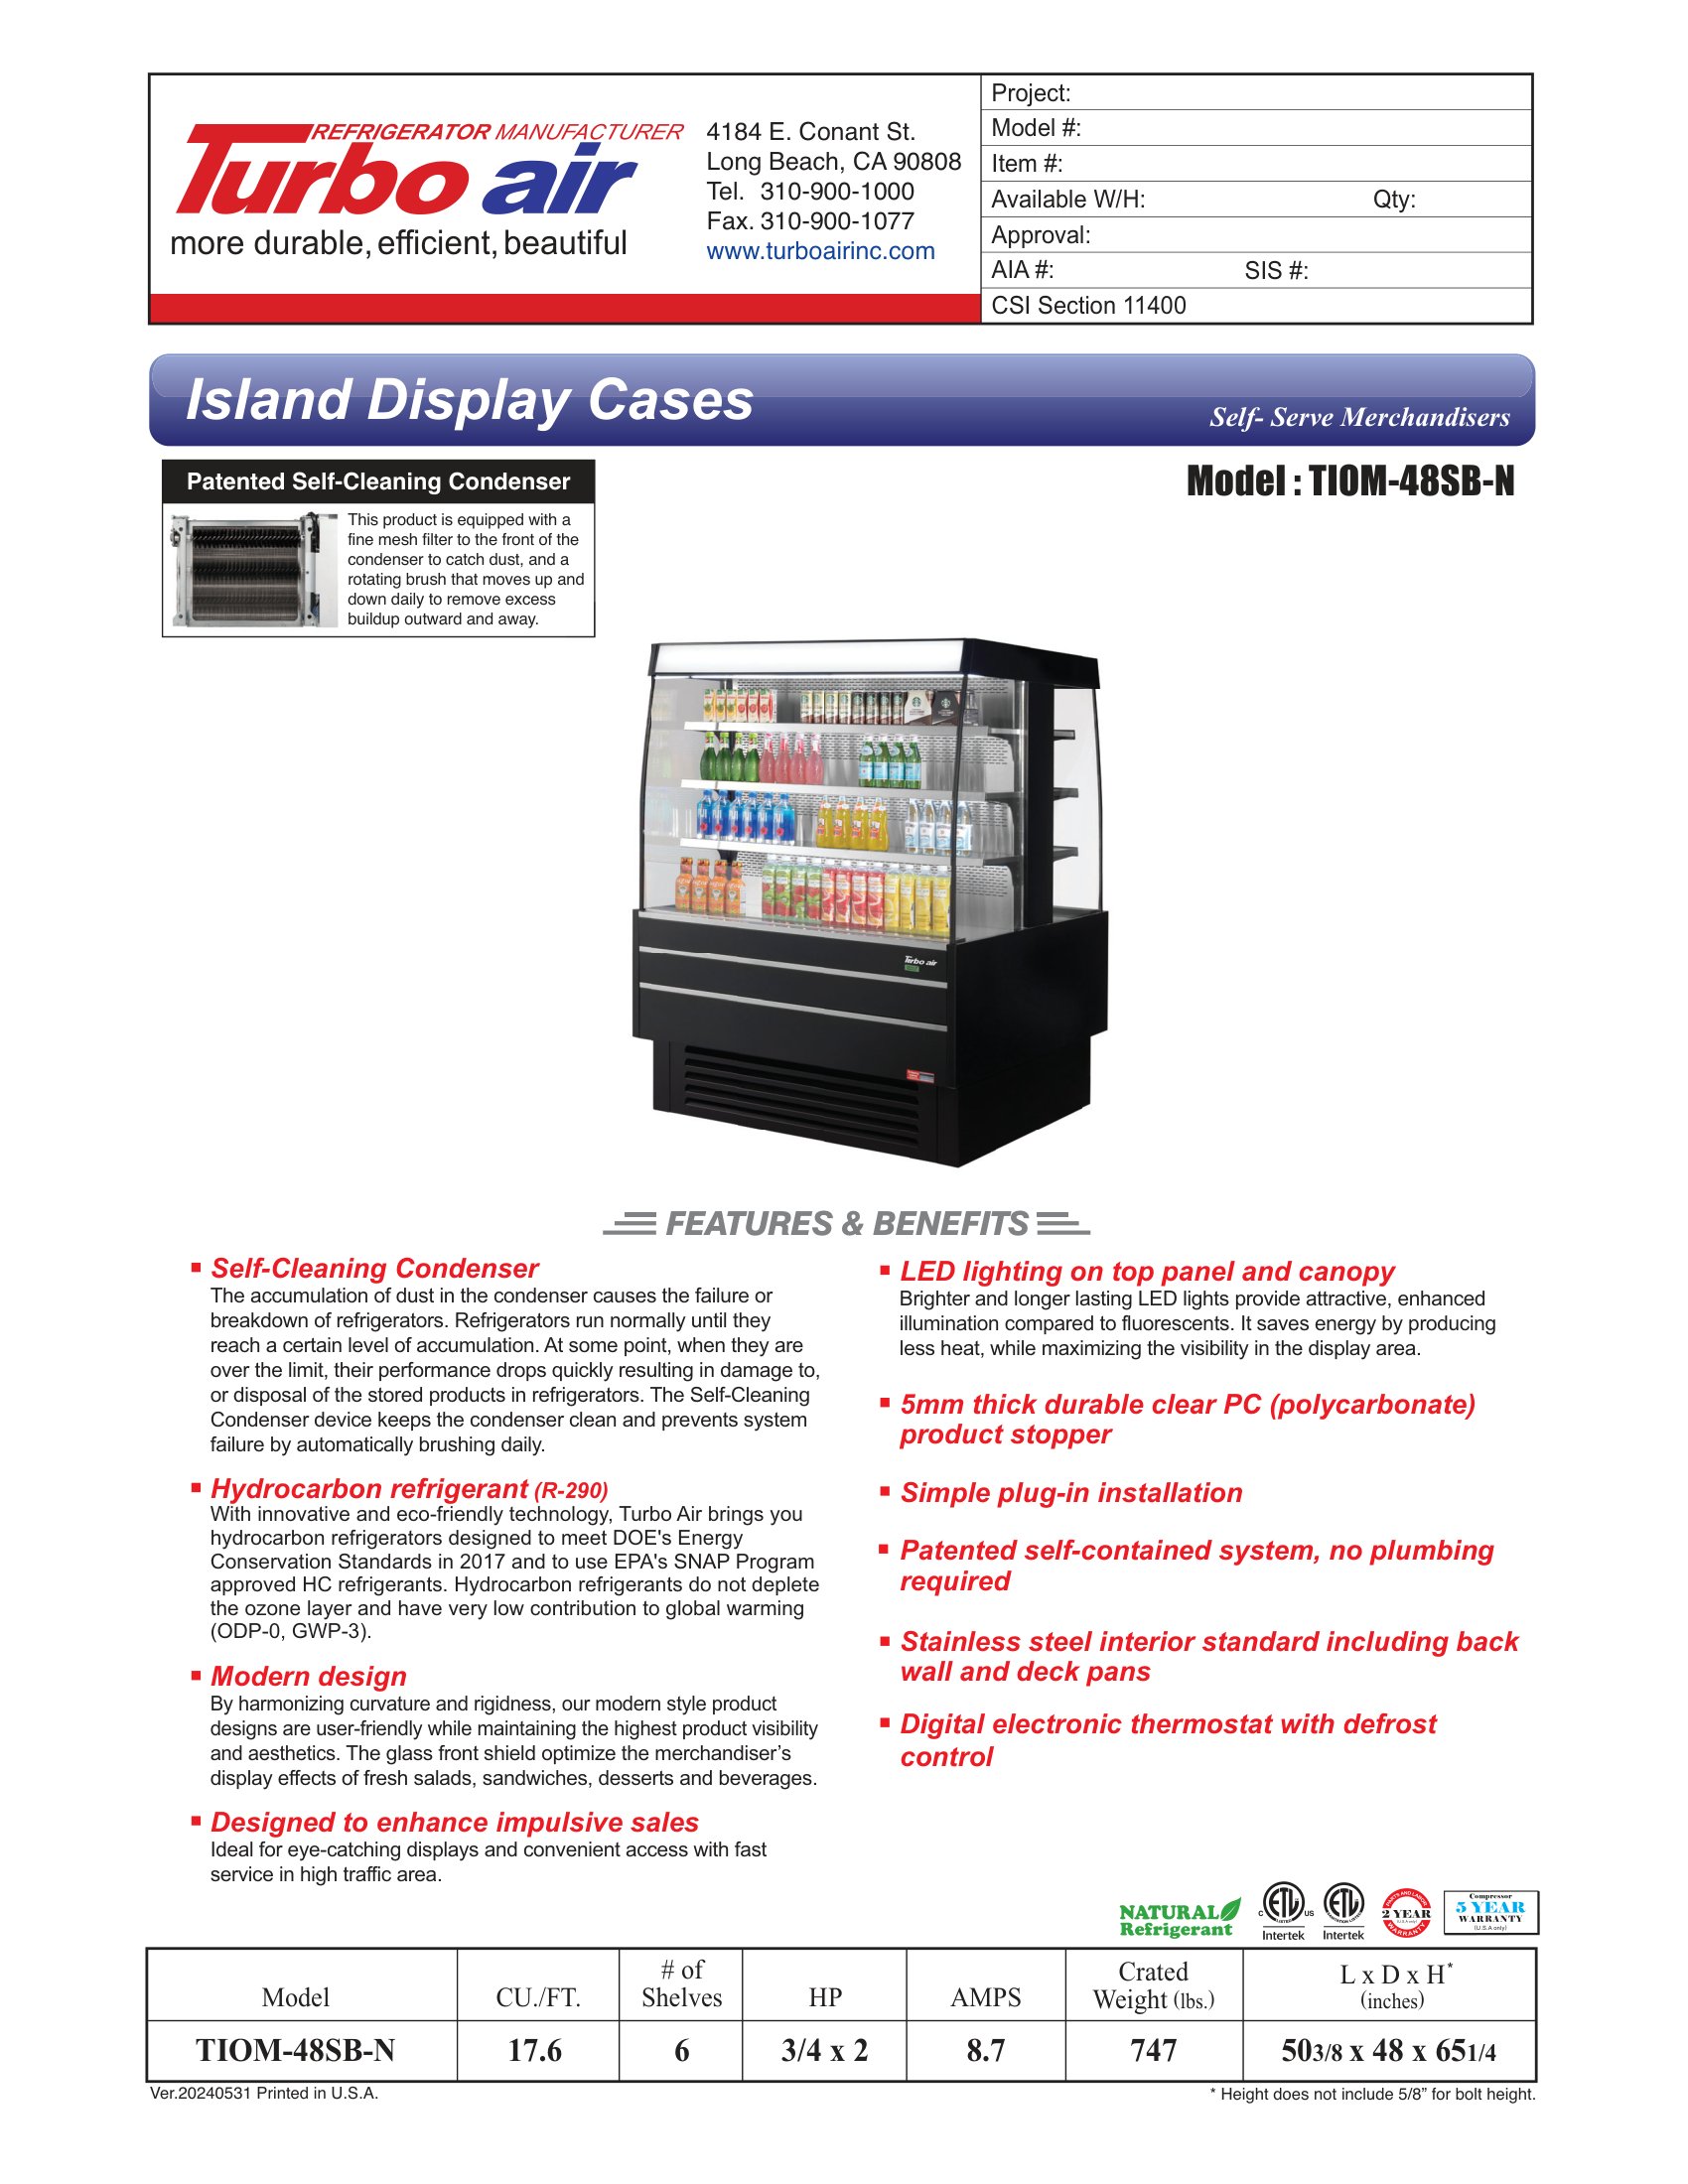 REFRIGERATOR MANUFACTURER
Turbo air
more durable, efficient, beautiful
4184 E. Conant St.
Long Beach, CA 90808
Tel. 310-900-1000
Fax. 310-900-1077
www.turboairinc.com
Project:
Model #:
Item #:
Available W/H: Qty:
Approval:
AIA #: SIS #:
CSI Section 11400
Island Display Cases
Self- Serve Merchandisers
Patented Self-Cleaning Condenser
This product is equipped with a
fine mesh filter to the front of the
condenser to catch dust, and a
rotating brush that moves up and
down daily to remove excess
buildup outward and away.
Model : TIOM-48SB-N
Turbo air
FEATURES & BENEFITS
▪ Self-Cleaning Condenser
The accumulation of dust in the condenser causes the failure or
breakdown of refrigerators. Refrigerators run normally until they
reach a certain level of accumulation. At some point, when they are
over the limit, their performance drops quickly resulting in damage to,
or disposal of the stored products in refrigerators. The Self-Cleaning
Condenser device keeps the condenser clean and prevents system
failure by automatically brushing daily.
▪ Hydrocarbon refrigerant (R-290)
With innovative and eco-friendly technology, Turbo Air brings you
hydrocarbon refrigerators designed to meet DOE's Energy
Conservation Standards in 2017 and to use EPA's SNAP Program
approved HC refrigerants. Hydrocarbon refrigerants do not deplete
the ozone layer and have very low contribution to global warming
(ODP-0, GWP-3).
▪ Modern design
By harmonizing curvature and rigidness, our modern style product
designs are user-friendly while maintaining the highest product visibility
and aesthetics. The glass front shield optimize the merchandiser's
display effects of fresh salads, sandwiches, desserts and beverages.
▪ Designed to enhance impulsive sales
Ideal for eye-catching displays and convenient access with fast
service in high traffic area.
▪ LED lighting on top panel and canopy
Brighter and longer lasting LED lights provide attractive, enhanced
illumination compared to fluorescents. It saves energy by producing
less heat, while maximizing the visibility in the display area.
▪ 5mm thick durable clear PC (polycarbonate)
product stopper
▪ Simple plug-in installation
▪ Patented self-contained system, no plumbing
required
▪ Stainless steel interior standard including back
wall and deck pans
▪ Digital electronic thermostat with defrost
control
NATURAL
Refrigerant
C ETL US
LISTED
Intertek
ETL
Intertek
PARTS AND LABOR
2 YEAR
(U.S.A only)
WARRANTY
Compressor
5 YEAR
WARRANTY
(U.S.A only)
Model CU./FT. # of Shelves HP AMPS Crated Weight (lbs.) L x D x H* (inches)
TIOM-48SB-N 17.6 6 3/4 x 2 8.7 747 503/8 x 48 x 651/4
Ver.20240531 Printed in U.S.A.
* Height does not include 5/8” for bolt height.